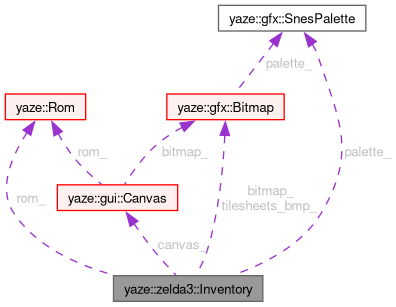 yaze::gfx::SnesPalette
palette_
yaze::Rom
yaze::gfx::Bitmap
rom_
bitmap_
palette_
yaze::gui::Canvas
rom_
bitmap_
tilesheets_bmp_
canvas_
yaze::zelda3::Inventory